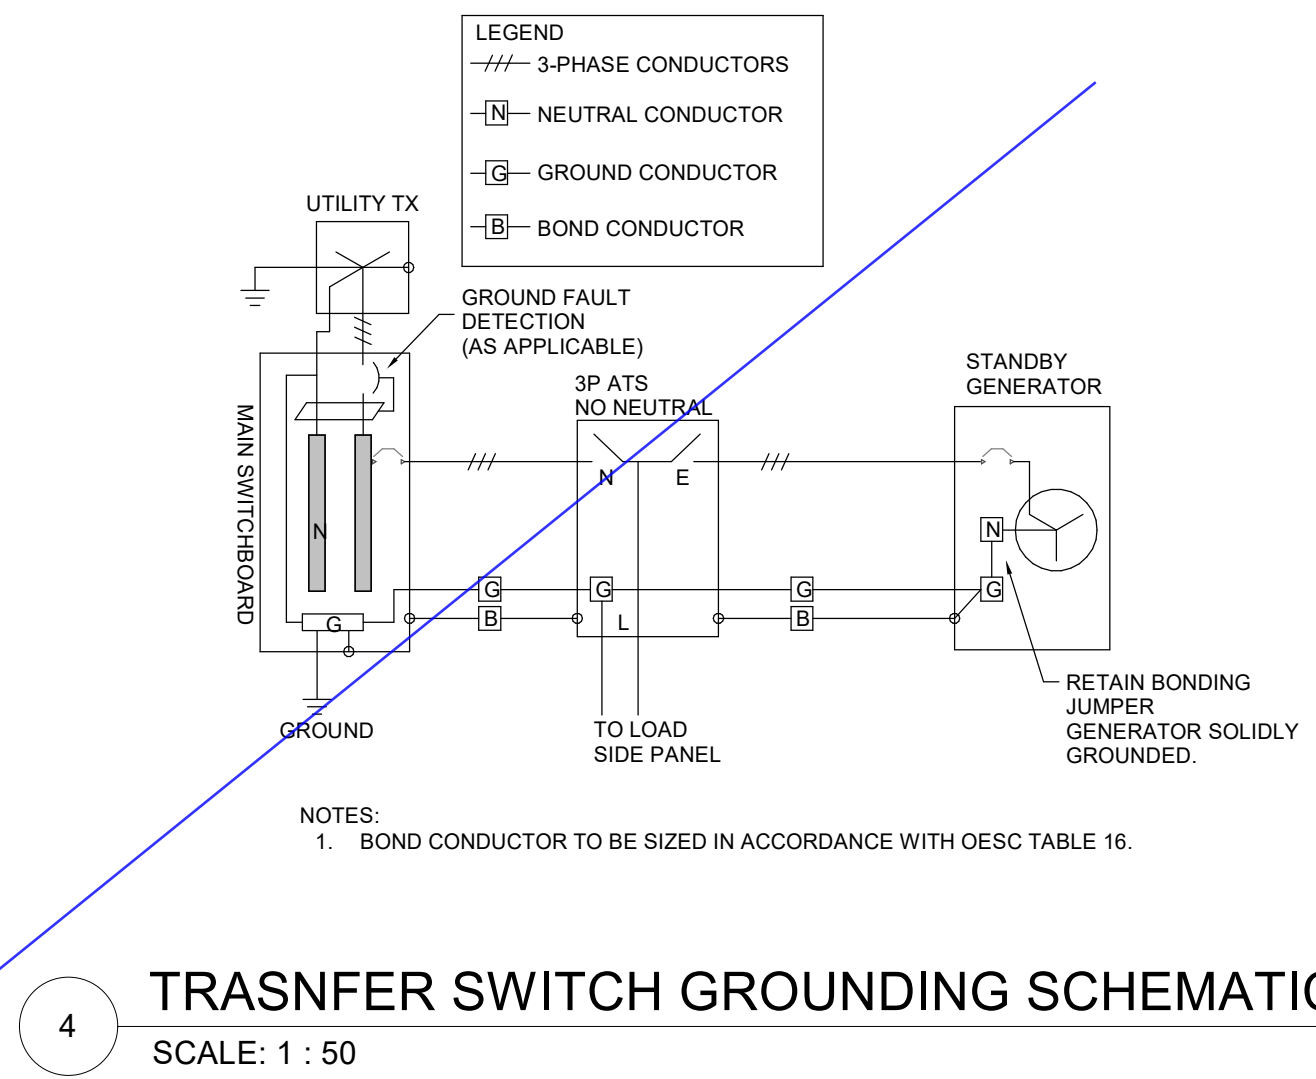 LEGEND
3-PHASE CONDUCTORS
N NEUTRAL CONDUCTOR
G GROUND CONDUCTOR
B BOND CONDUCTOR
UTILITY TX
GROUND FAULT
DETECTION
(AS APPLICABLE)
MAIN SWITCHBOARD
3P ATS
NO NEUTRAL
STANDBY
GENERATOR
N E
N
N
G G G G
G
B L B
GROUND
TO LOAD
SIDE PANEL
RETAIN BONDING
JUMPER
GENERATOR SOLIDLY
GROUNDED.
NOTES:
1. BOND CONDUCTOR TO BE SIZED IN ACCORDANCE WITH OESC TABLE 16.
4
TRASNFER SWITCH GROUNDING SCHEMATIC
SCALE: 1 : 50